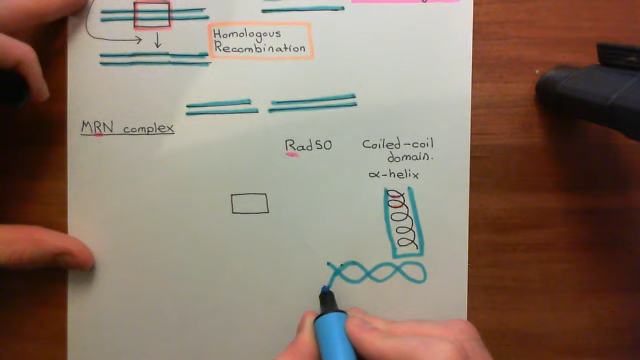 Homologous
Recombination
MRN complex
Rad50
Coiled-coil
domain.
α-helix